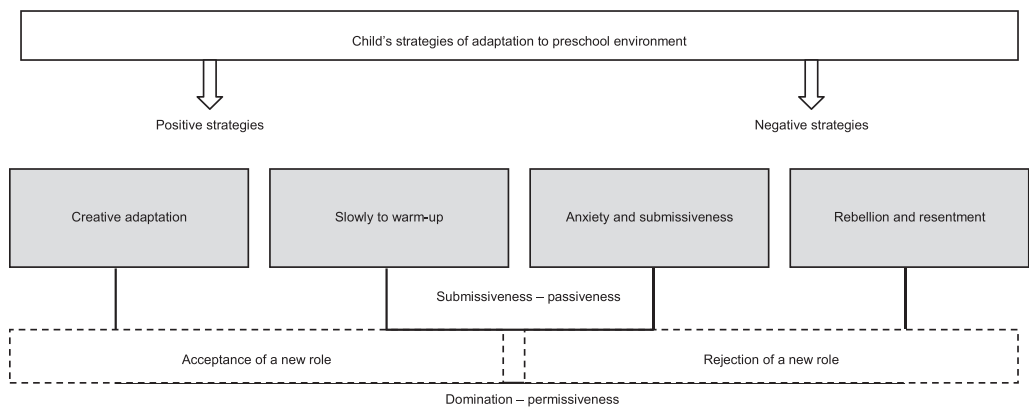 Child's strategies of adaptation to preschool environment
Positive strategies
Negative strategies
Creative adaptation
Slowly to warm-up
Anxiety and submissiveness
Rebellion and resentment
Submissiveness – passiveness
Acceptance of a new role
Rejection of a new role
Domination – permissiveness